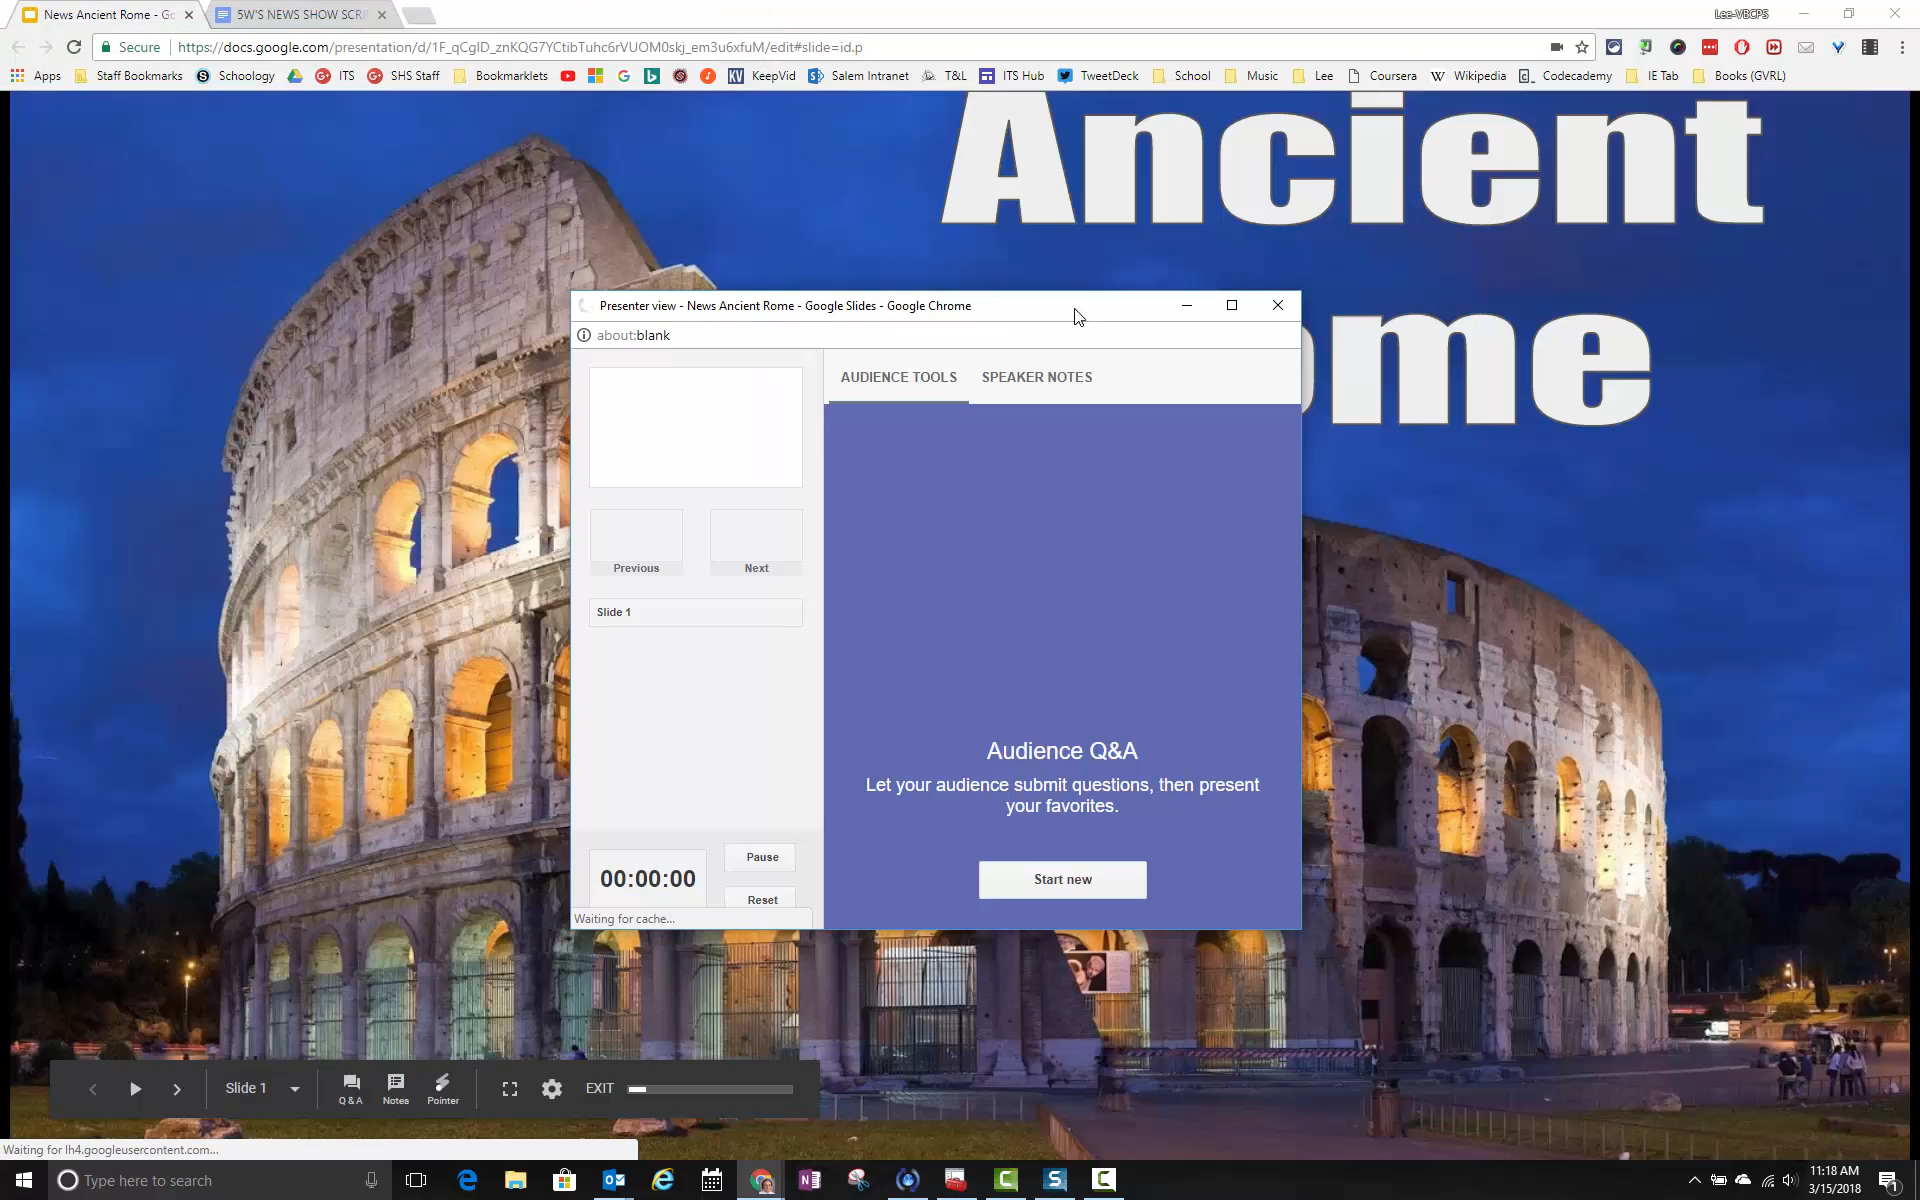 News Ancient Rome - Go
5W'S NEWS SHOW SCRI
Lee-VBCPS
Secure
https://docs.google.com/presentation/d/1F_qCgID_znKQG7YCtibTuhc6rVUOM0skj_em3u6xfuM/edit#slide=id.p
Apps
Staff Bookmarks
Schoology
ITS
SHS Staff
Bookmarklets
KeepVid
Salem Intranet
T&L
ITS Hub
TweetDeck
School
Music
Lee
Coursera
Wikipedia
Codecademy
IE Tab
Books (GVRL)
Ancient
ome
Presenter view - News Ancient Rome - Google Slides - Google Chrome
about:blank
AUDIENCE TOOLS
SPEAKER NOTES
Previous
Next
Slide 1
Audience Q&A
Let your audience submit questions, then present
your favorites.
Start new
00:00:00
Pause
Reset
Waiting for cache...
Slide 1
Q & A
Notes
Pointer
EXIT
Waiting for lh4.googleusercontent.com...
Type here to search
11:18 AM
3/15/2018